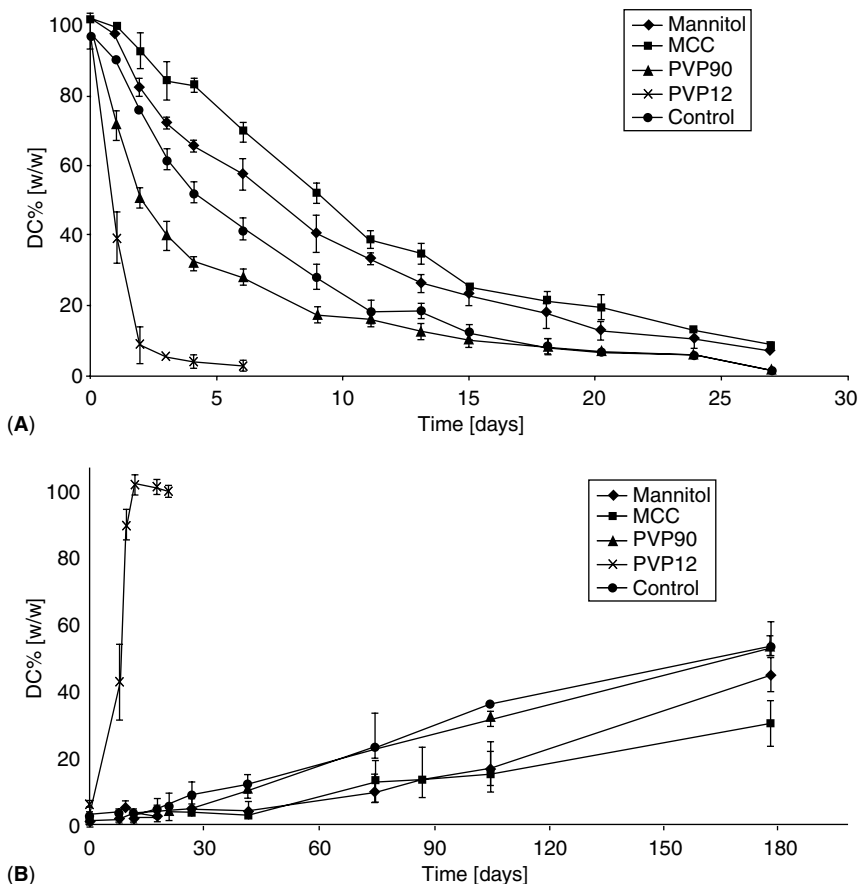 100
80
60
40
20
0
DC% [w/w]
Mannitol
MCC
PVP90
PVP12
Control
0 5 10 15 20 25 30
Time [days]
(A)
100
80
60
40
20
0
DC% [w/w]
Mannitol
MCC
PVP90
PVP12
Control
0 30 60 90 120 150 180
Time [days]
(B)